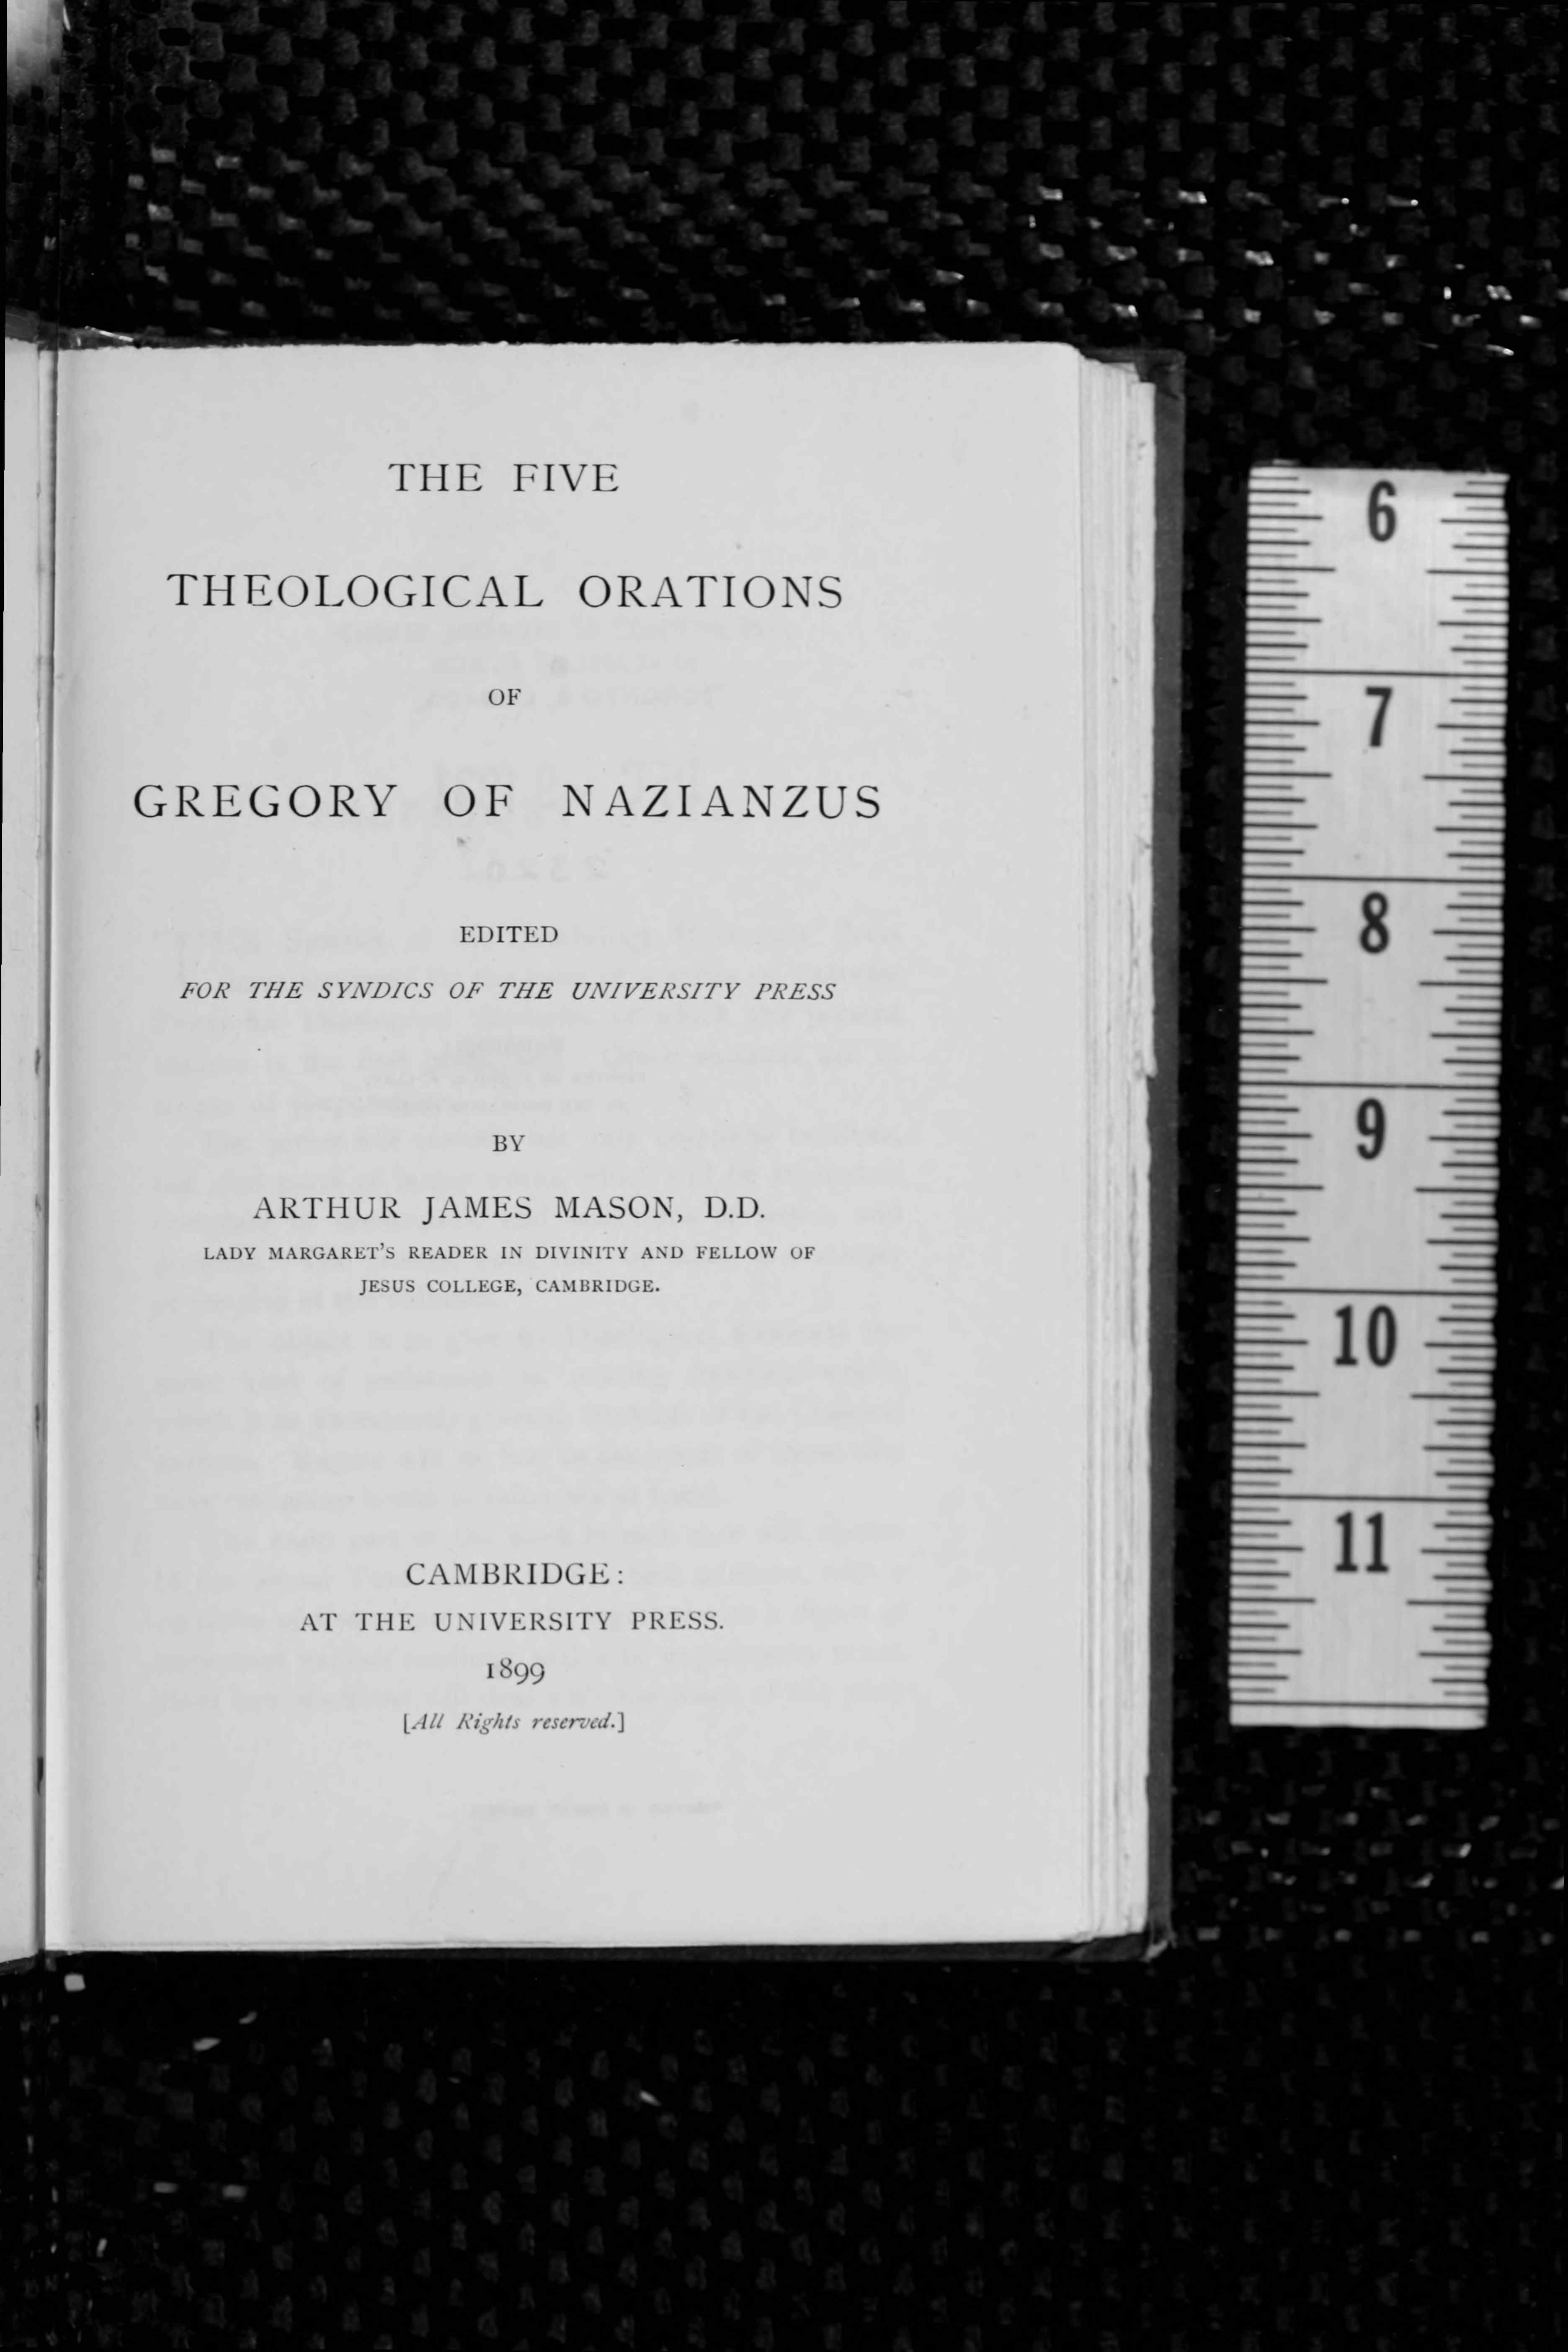 THE FIVE
THEOLOGICAL ORATIONS
OF
GREGORY OF NAZIANZUS
EDITED
FOR THE SYNDICS OF THE UNIVERSITY PRESS
BY
ARTHUR JAMES MASON, D.D.
LADY MARGARET'S READER IN DIVINITY AND FELLOW OF
JESUS COLLEGE, CAMBRIDGE.
CAMBRIDGE:
AT THE UNIVERSITY PRESS.
1899
[All Rights reserved.]
6
7
8
9
10
11